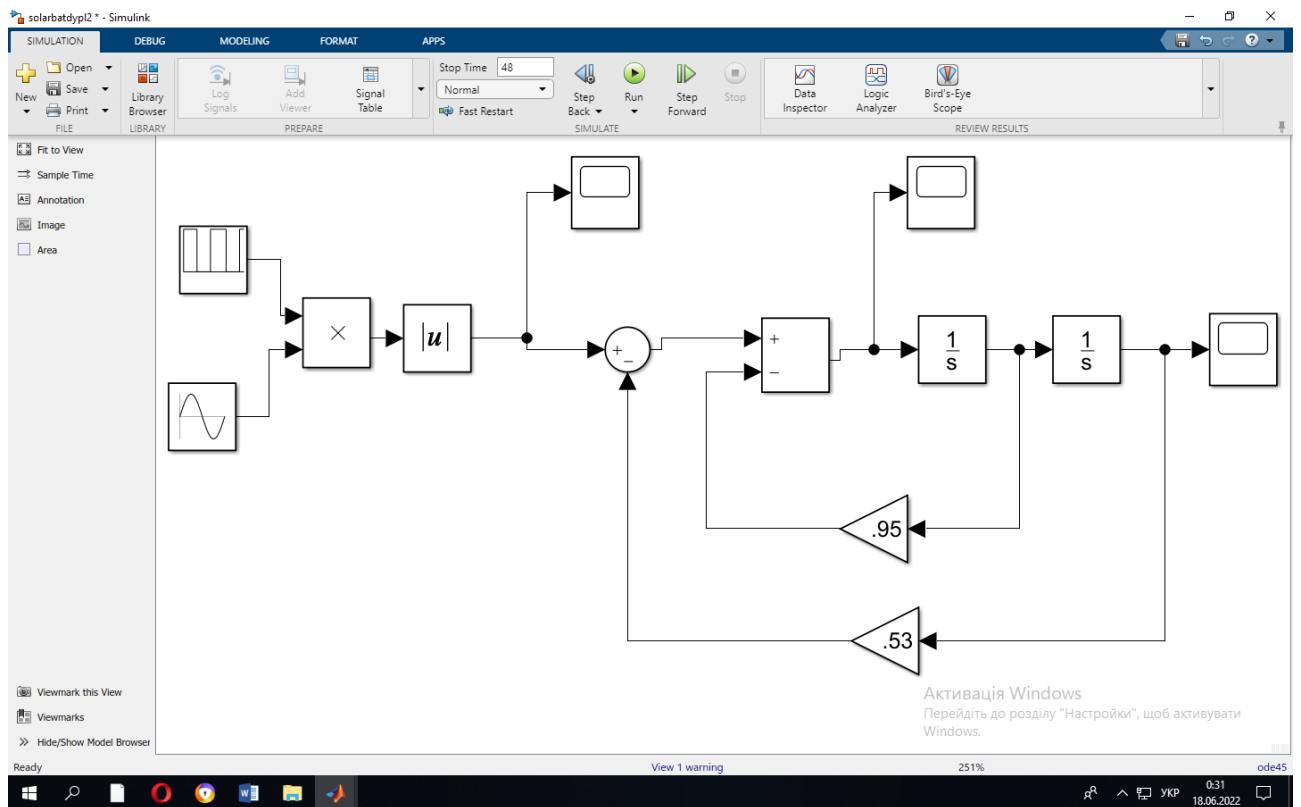 solarbatdypl2 * - Simulink
SIMULATION DEBUG MODELING FORMAT APPS
New
Open
Save
Print
FILE
Library
Browser
LIBRARY
Log
Signals
Add
Viewer
Signal
Table
PREPARE
Stop Time 48
Normal
Fast Restart
Step
Back
Run
Step
Forward
Stop
SIMULATE
Data
Inspector
Logic
Analyzer
Bird's-Eye
Scope
REVIEW RESULTS
Fit to View
Sample Time
Annotation
Image
Area
×
|u|
+
−
+
−
1
s
1
s
.95
.53
Viewmark this View
Viewmarks
Hide/Show Model Browser
Активація Windows
Перейдіть до розділу "Настройки", щоб активувати
Windows.
Ready View 1 warning 251% ode45
УКР
0:31
18.06.2022